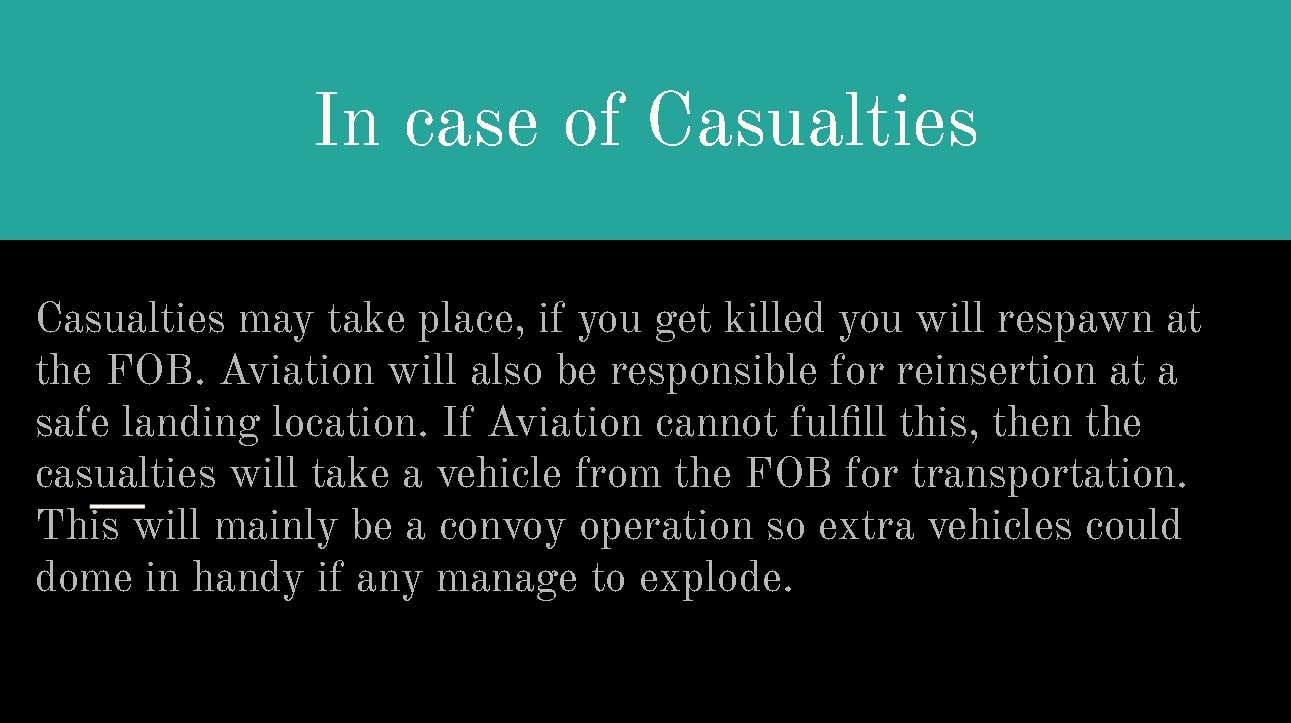 In case of Casualties
Casualties may take place, if you get killed you will respawn at
the FOB. Aviation will also be responsible for reinsertion at a
safe landing location. If Aviation cannot fulfill this, then the
casualties will take a vehicle from the FOB for transportation.
This will mainly be a convoy operation so extra vehicles could
dome in handy if any manage to explode.